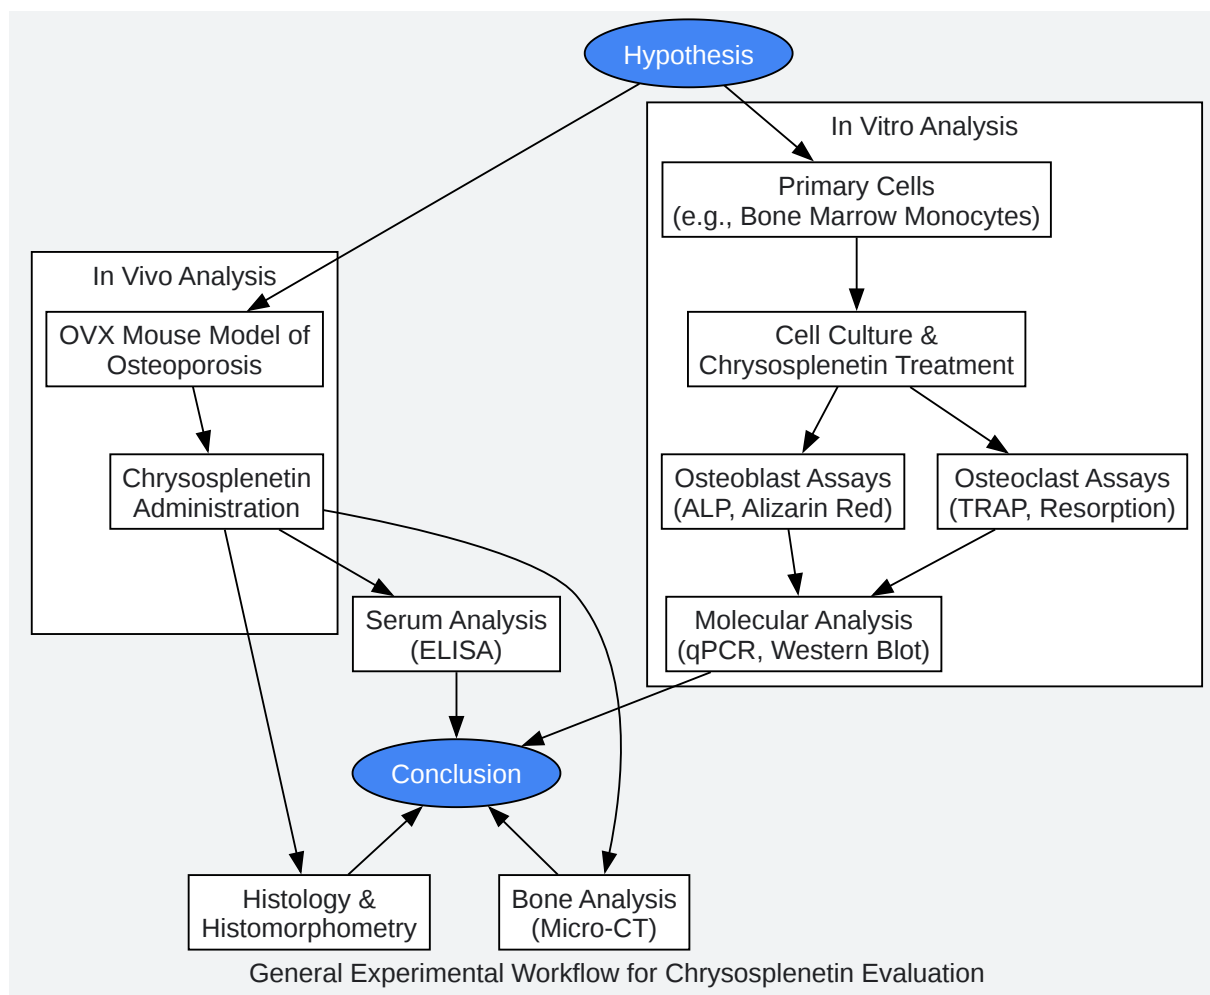 Hypothesis
In Vitro Analysis
Primary Cells
(e.g., Bone Marrow Monocytes)
In Vivo Analysis
OVX Mouse Model of
Osteoporosis
Cell Culture &
Chrysosplenetin Treatment
Chrysosplenetin
Administration
Osteoblast Assays
(ALP, Alizarin Red)
Osteoclast Assays
(TRAP, Resorption)
Serum Analysis
(ELISA)
Molecular Analysis
(qPCR, Western Blot)
Conclusion
Histology &
Histomorphometry
Bone Analysis
(Micro-CT)
General Experimental Workflow for Chrysosplenetin Evaluation